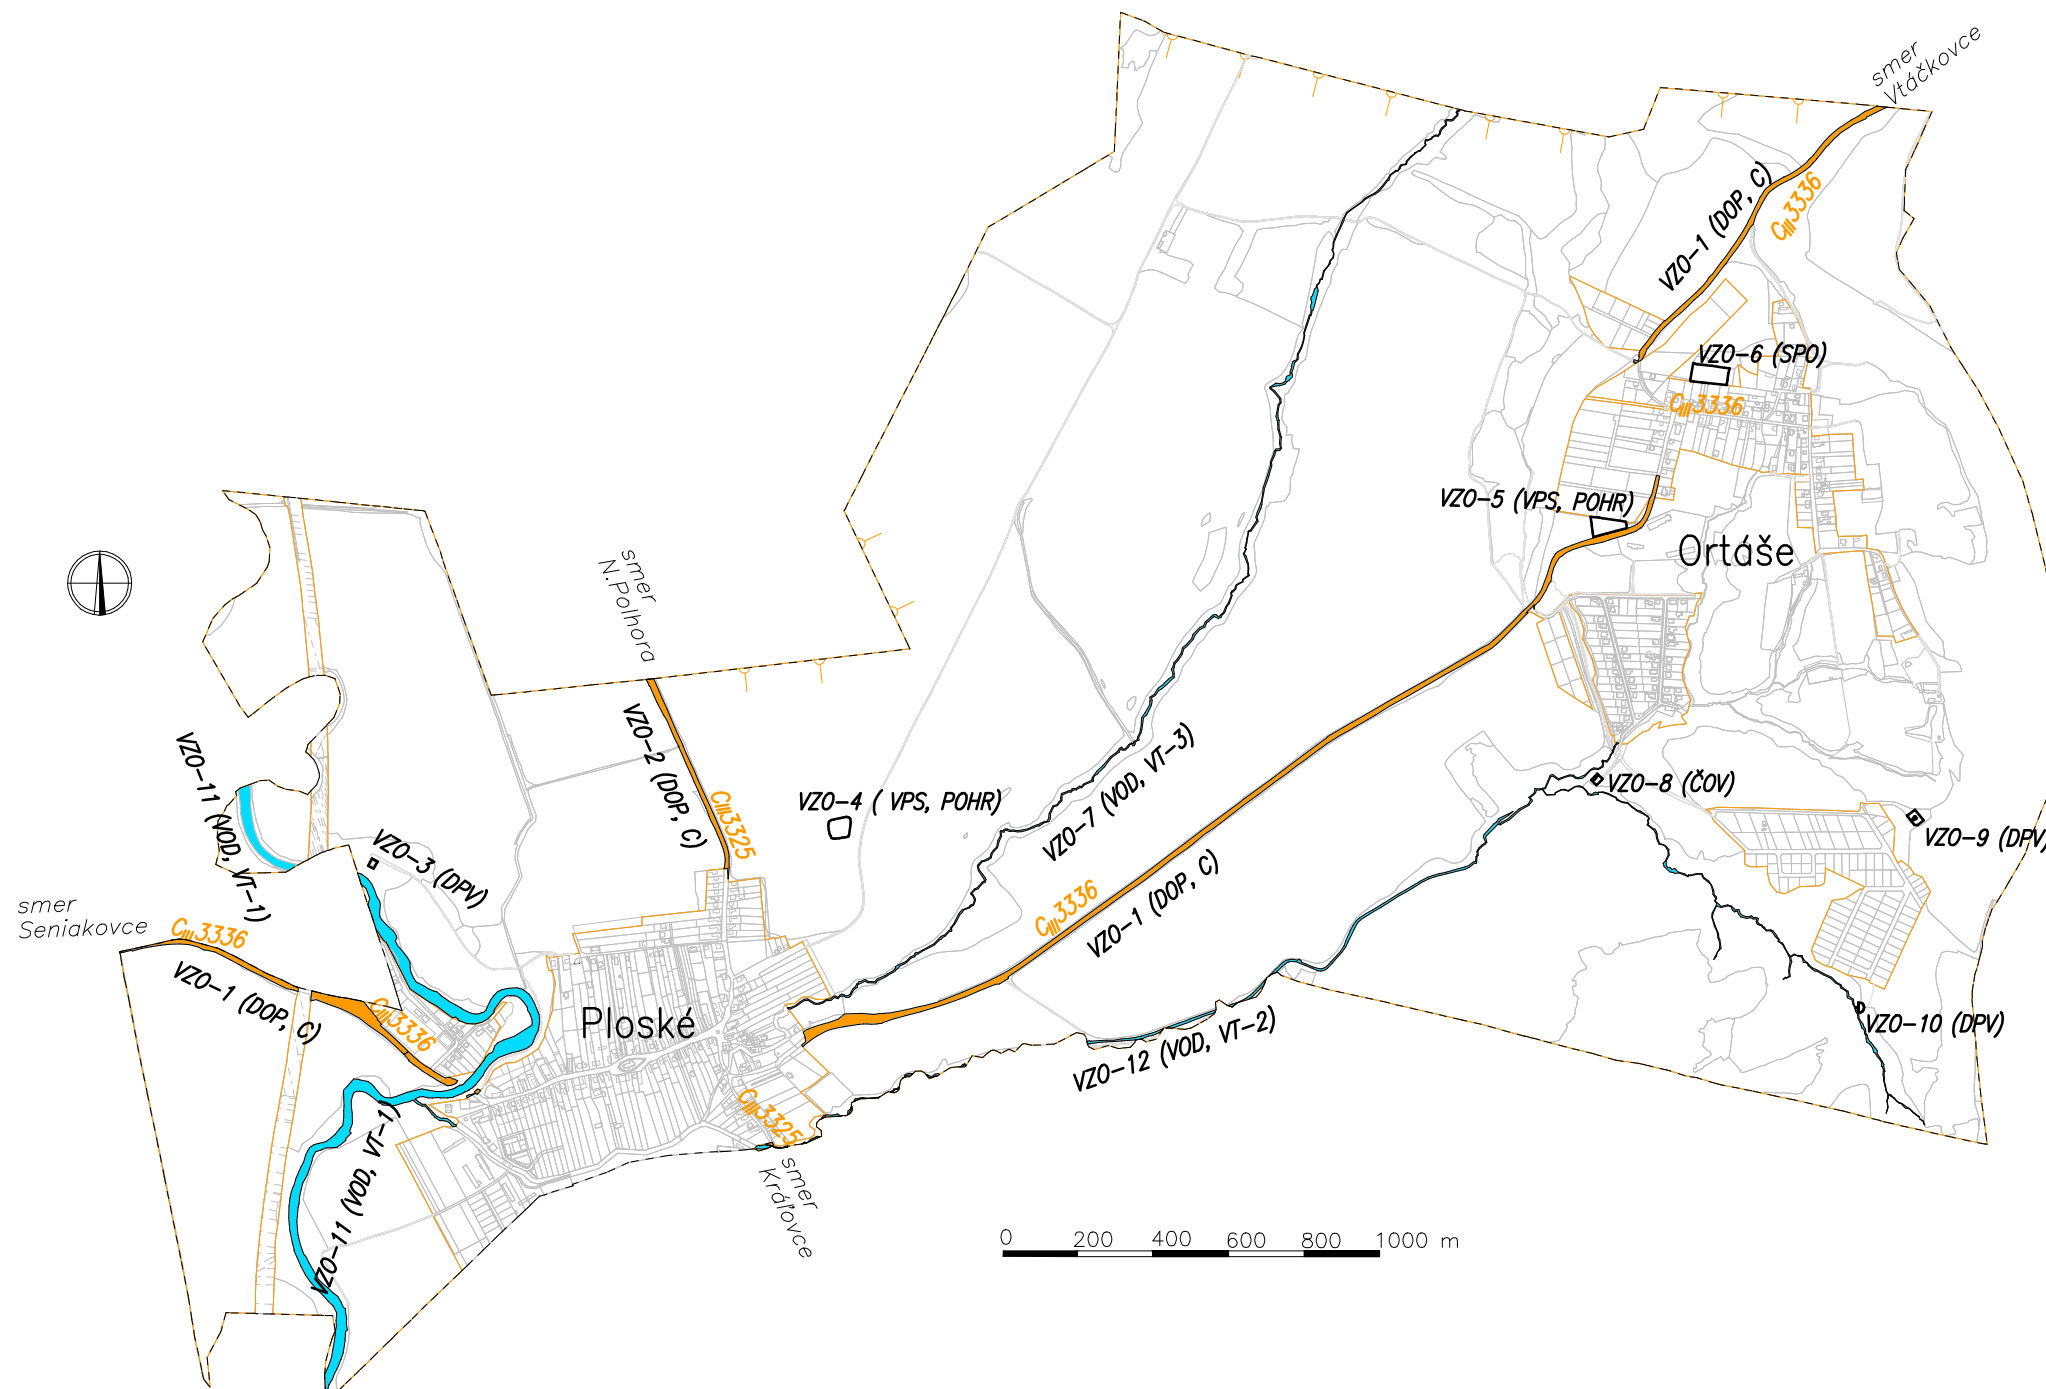 smer
Vtáčkovce
VZO-1 (DOP, C)
CIII3336
VZO-6 (SPO)
CIII3336
VZO-5 (VPS, POHR)
Ortáše
smer
N.Polhora
VZO-2 (DOP, C)
CIII3325
VZO-4 ( VPS, POHR)
VZO-7 (VOD, VT-3)
VZO-8 (ČOV)
VZO-9 (DPV)
VZO-11 (VOD, VT-1)
VZO-3 (DPV)
smer
Seniakovce
CIII3336
VZO-1 (DOP, C)
CIII3336
CIII3336
VZO-1 (DOP, C)
Ploské
VZO-10 (DPV)
VZO-12 (VOD, VT-2)
CIII3325
smer
Kráľovce
VZO-11 (VOD, VT-1)
0 200 400 600 800 1000 m